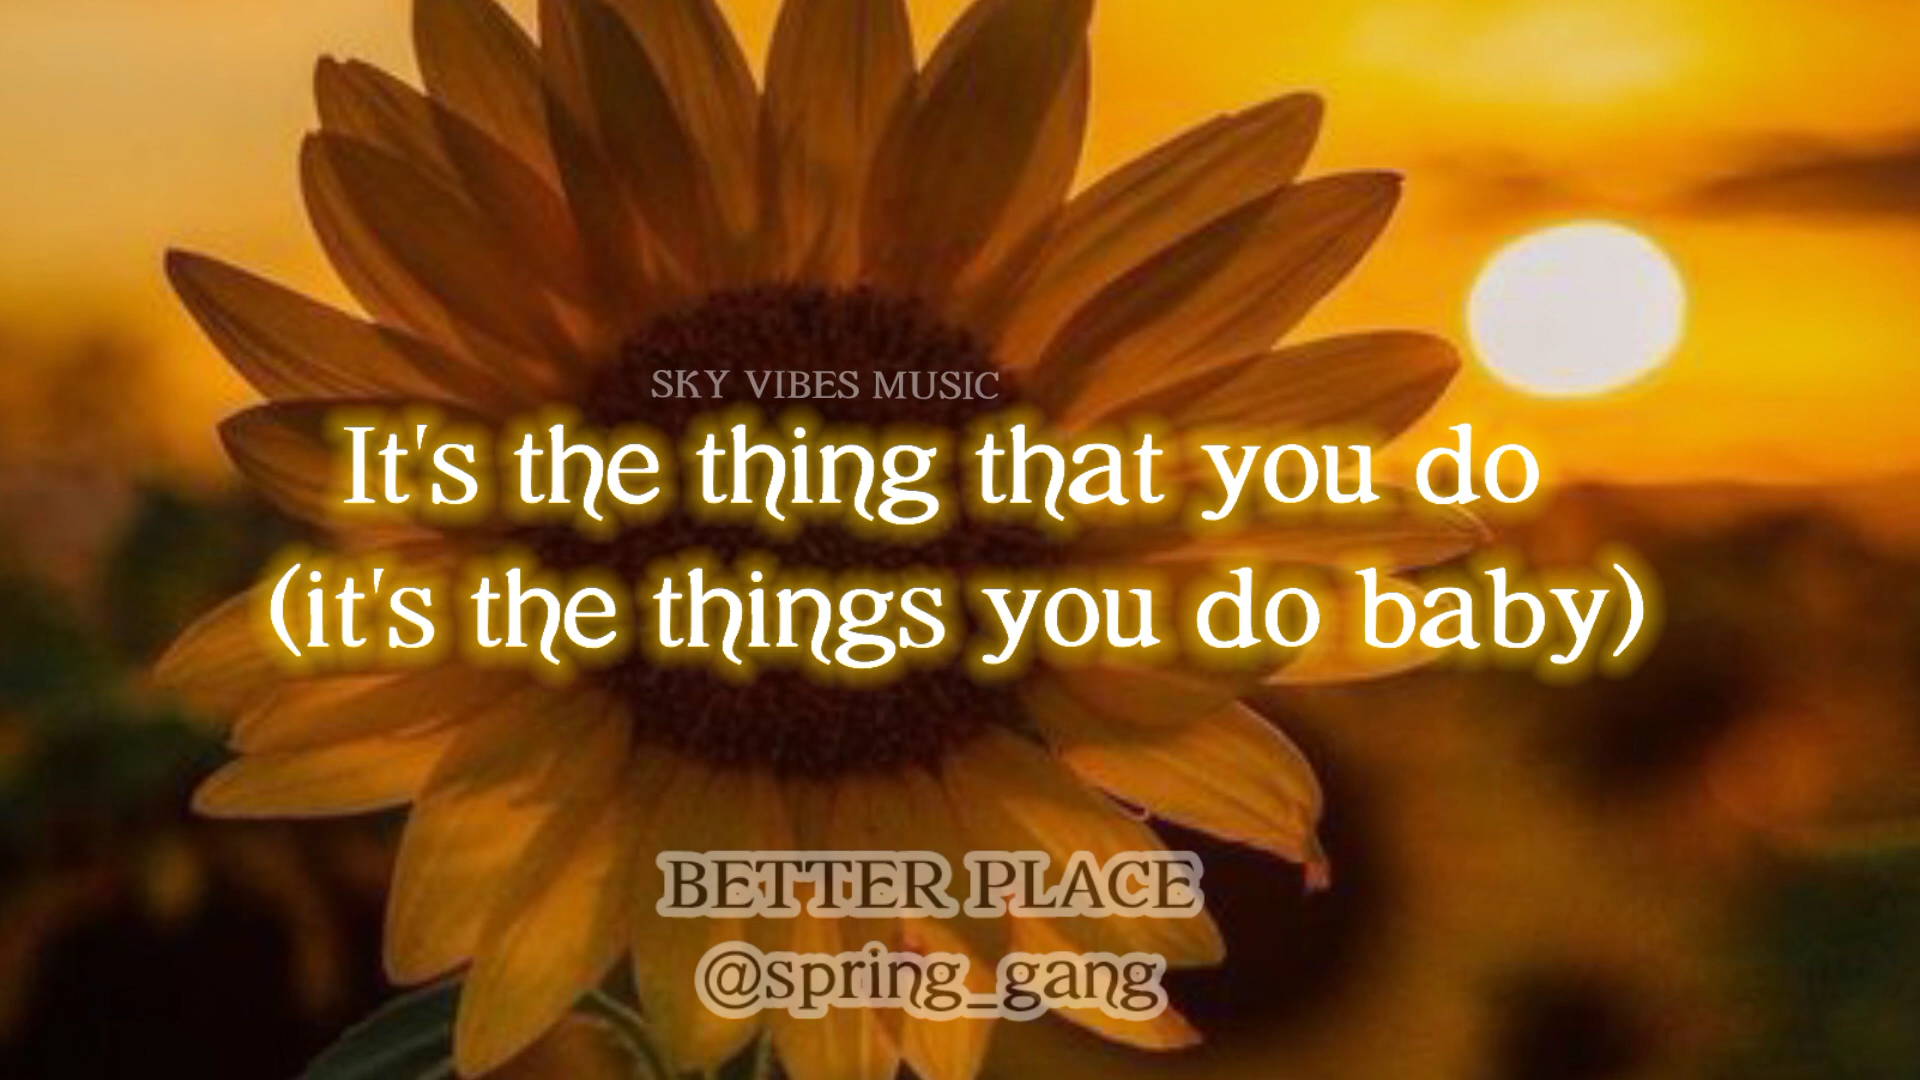 SKY VIBES MUSIC
It's the thing that you do
(it's the things you do baby)
BETTER PLACE
@spring_gang